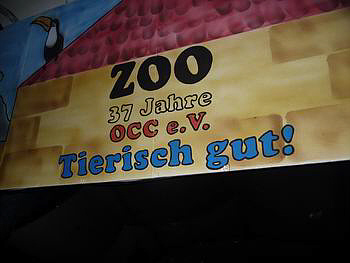 ZOO
37 Jahre
OCC e.V.
Tierisch gut!